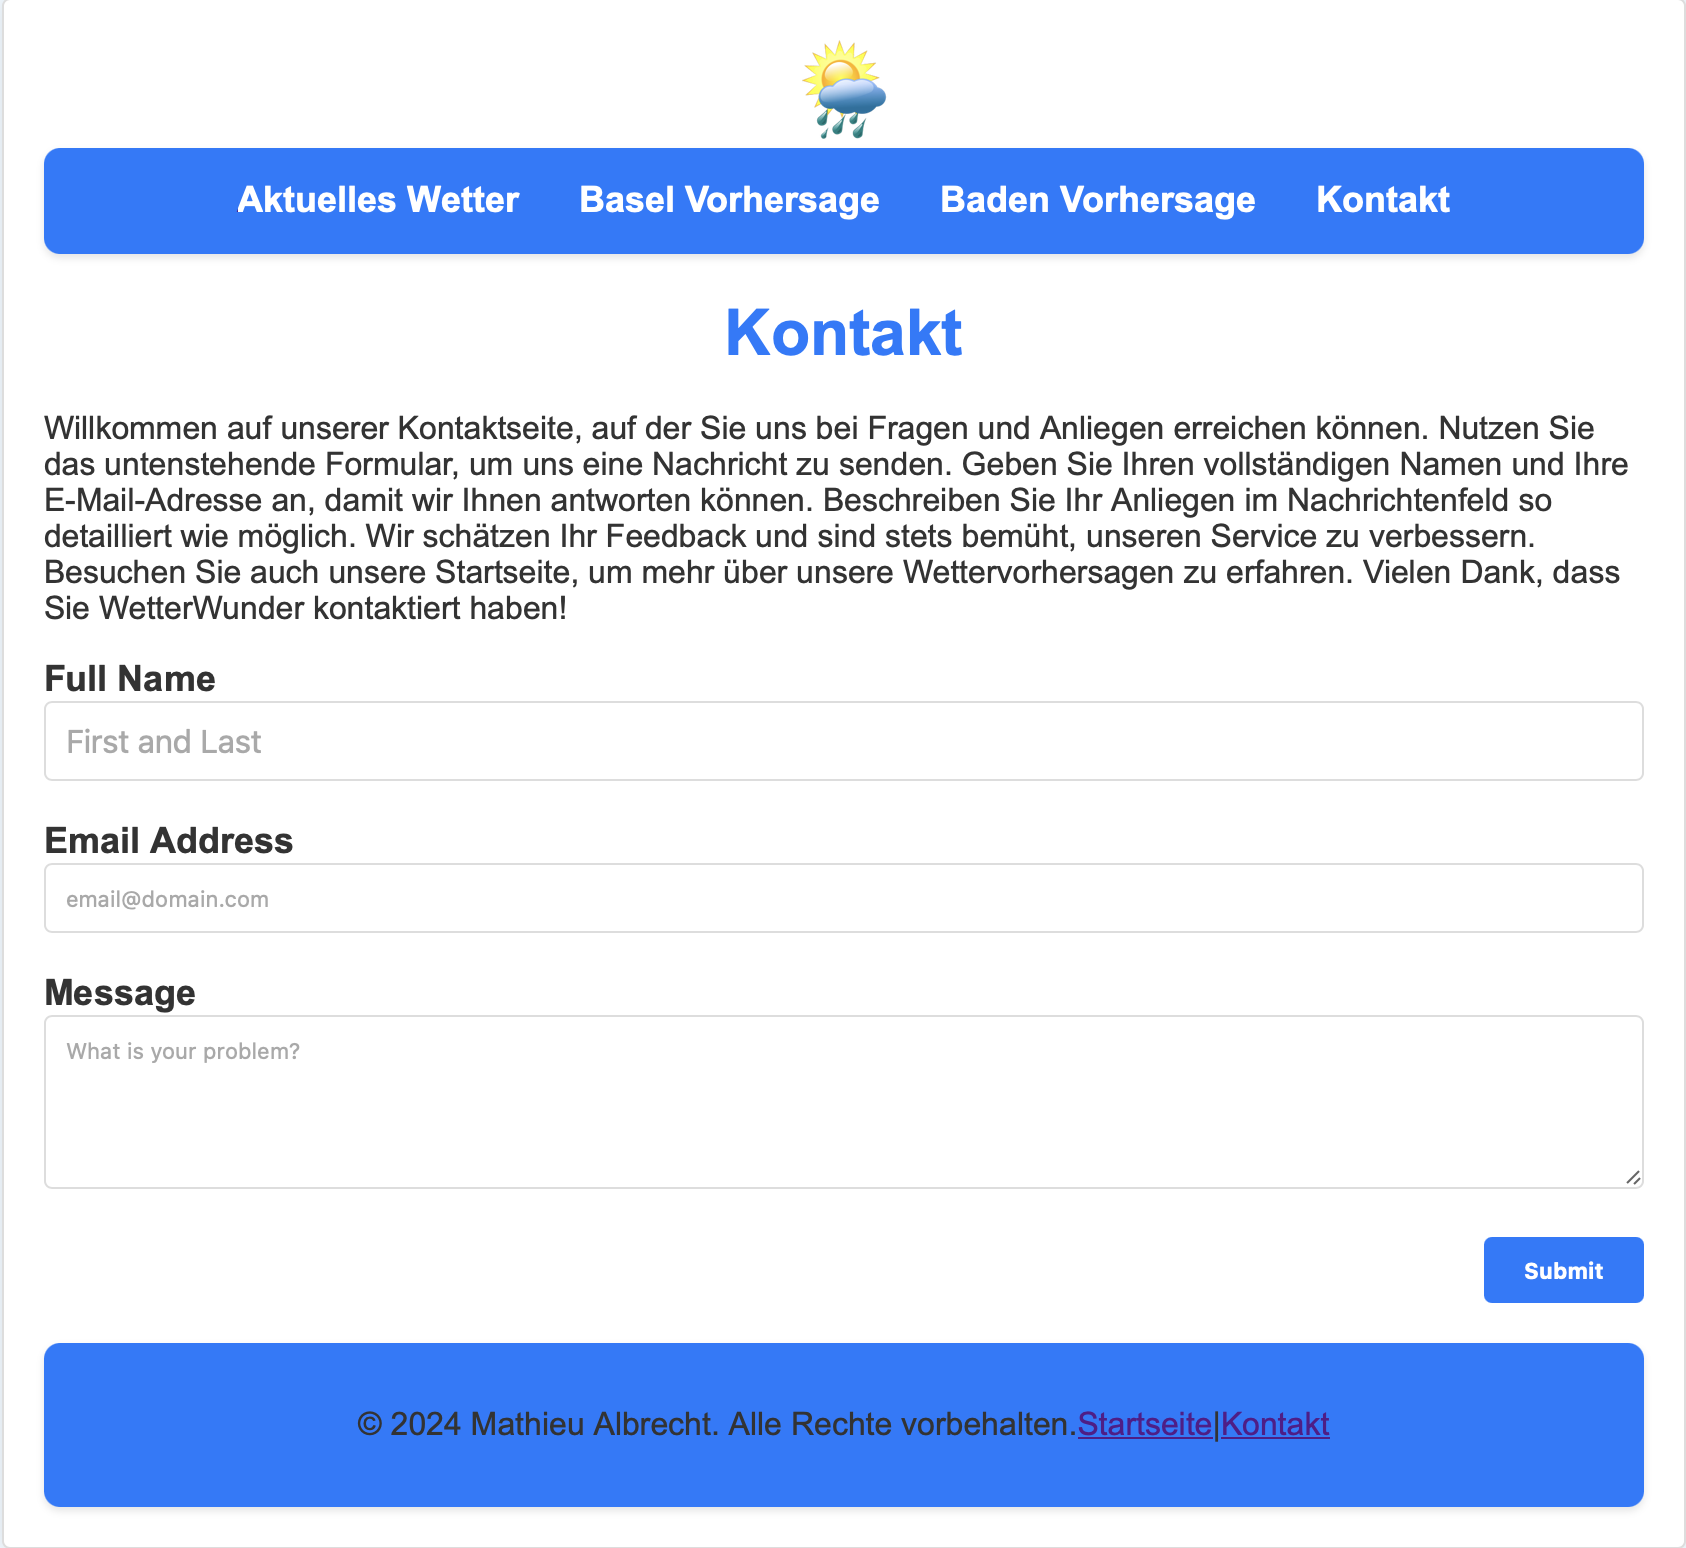 Aktuelles Wetter Basel Vorhersage Baden Vorhersage Kontakt
Kontakt
Willkommen auf unserer Kontaktseite, auf der Sie uns bei Fragen und Anliegen erreichen können. Nutzen Sie
das untenstehende Formular, um uns eine Nachricht zu senden. Geben Sie Ihren vollständigen Namen und Ihre
E-Mail-Adresse an, damit wir Ihnen antworten können. Beschreiben Sie Ihr Anliegen im Nachrichtenfeld so
detailliert wie möglich. Wir schätzen Ihr Feedback und sind stets bemüht, unseren Service zu verbessern.
Besuchen Sie auch unsere Startseite, um mehr über unsere Wettervorhersagen zu erfahren. Vielen Dank, dass
Sie WetterWunder kontaktiert haben!
Full Name
First and Last
Email Address
email@domain.com
Message
What is your problem?
Submit
© 2024 Mathieu Albrecht. Alle Rechte vorbehalten.Startseite|Kontakt